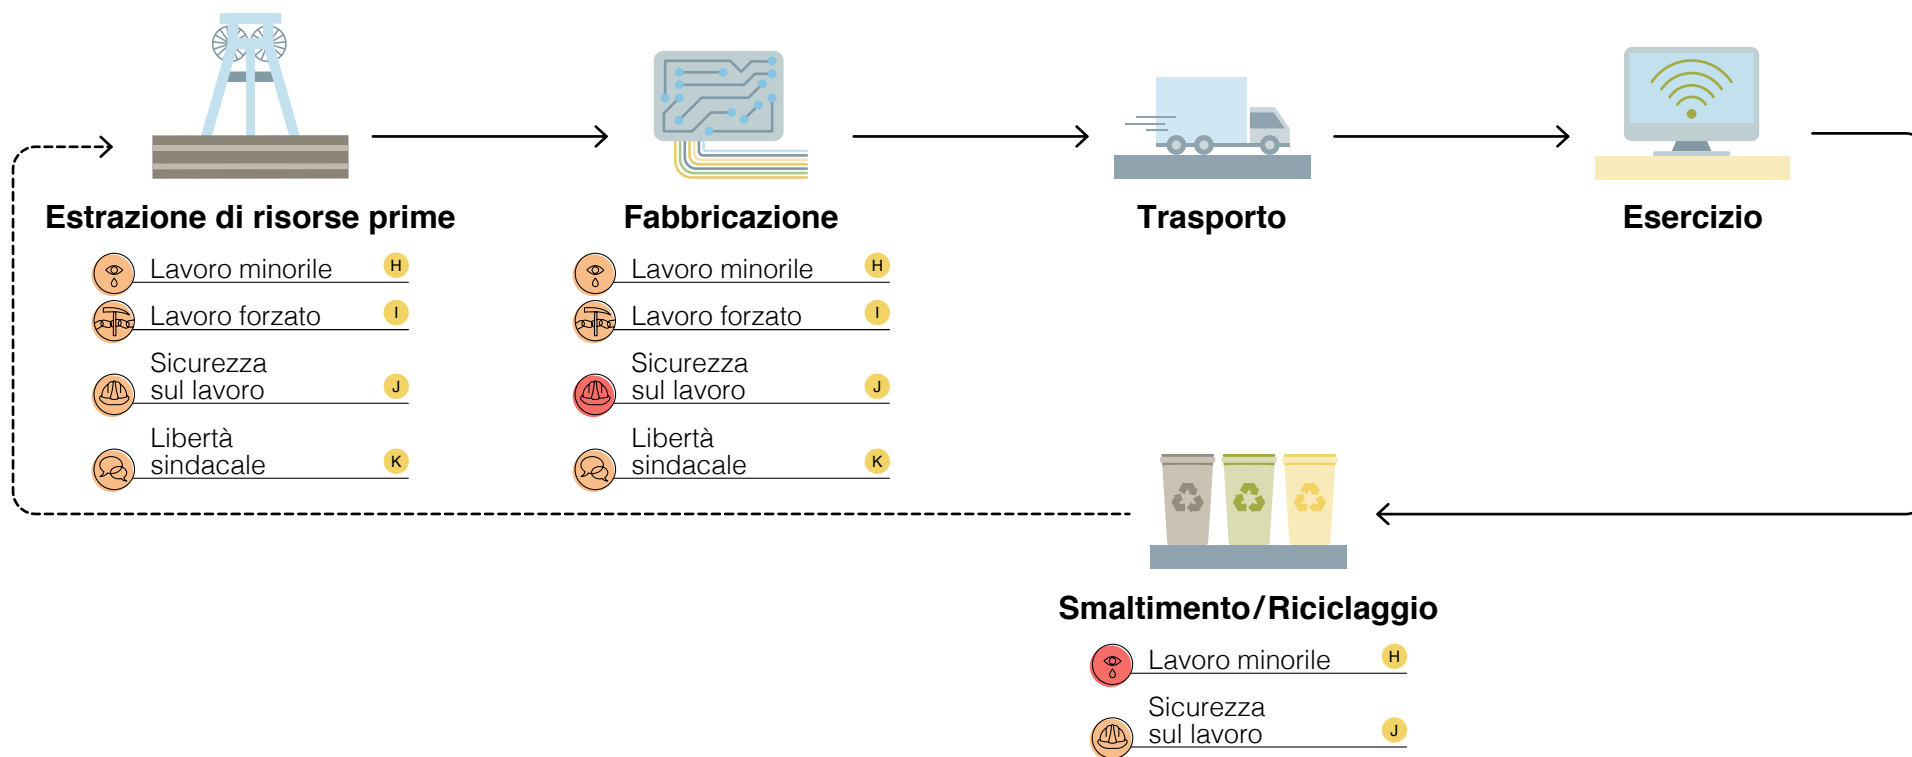 Estrazione di risorse prime
Lavoro minorile H
Lavoro forzato I
Sicurezza
sul lavoro J
Libertà
sindacale K
Fabbricazione
Lavoro minorile H
Lavoro forzato I
Sicurezza
sul lavoro J
Libertà
sindacale K
Trasporto
Esercizio
Smaltimento/Riciclaggio
Lavoro minorile H
Sicurezza
sul lavoro J